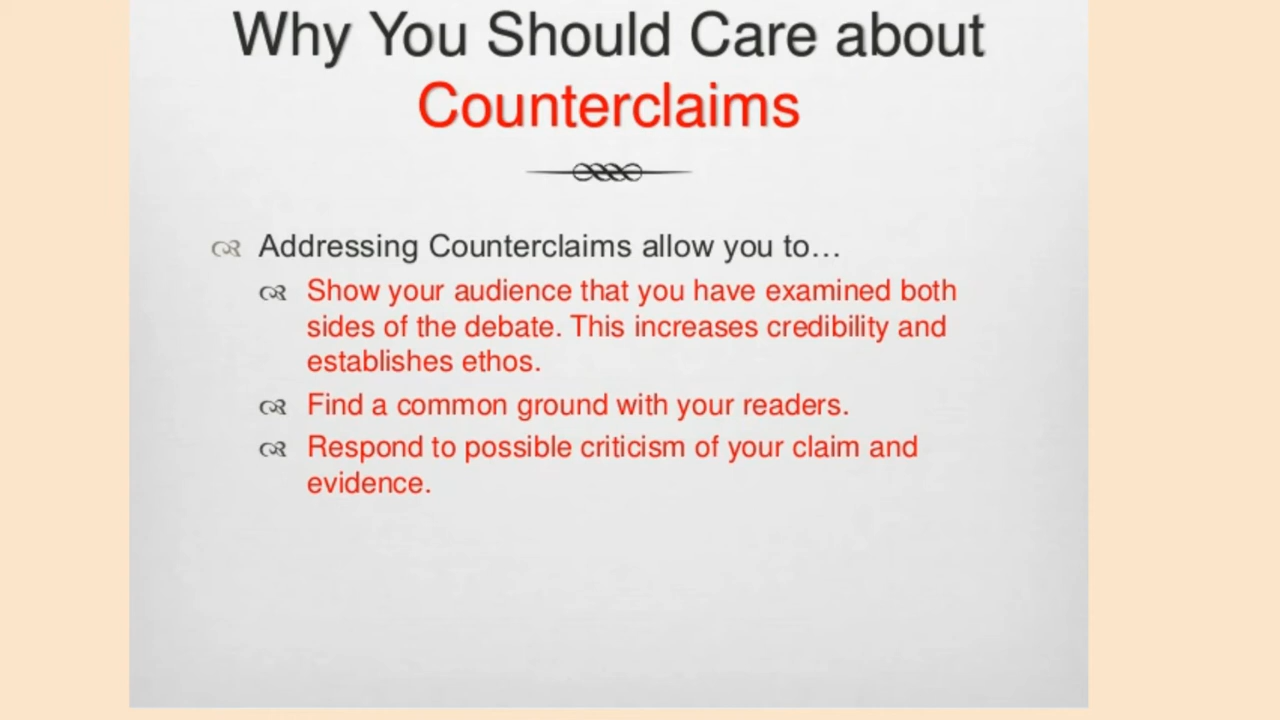 Why You Should Care about
Counterclaims
Addressing Counterclaims allow you to…
Show your audience that you have examined both
sides of the debate. This increases credibility and
establishes ethos.
Find a common ground with your readers.
Respond to possible criticism of your claim and
evidence.